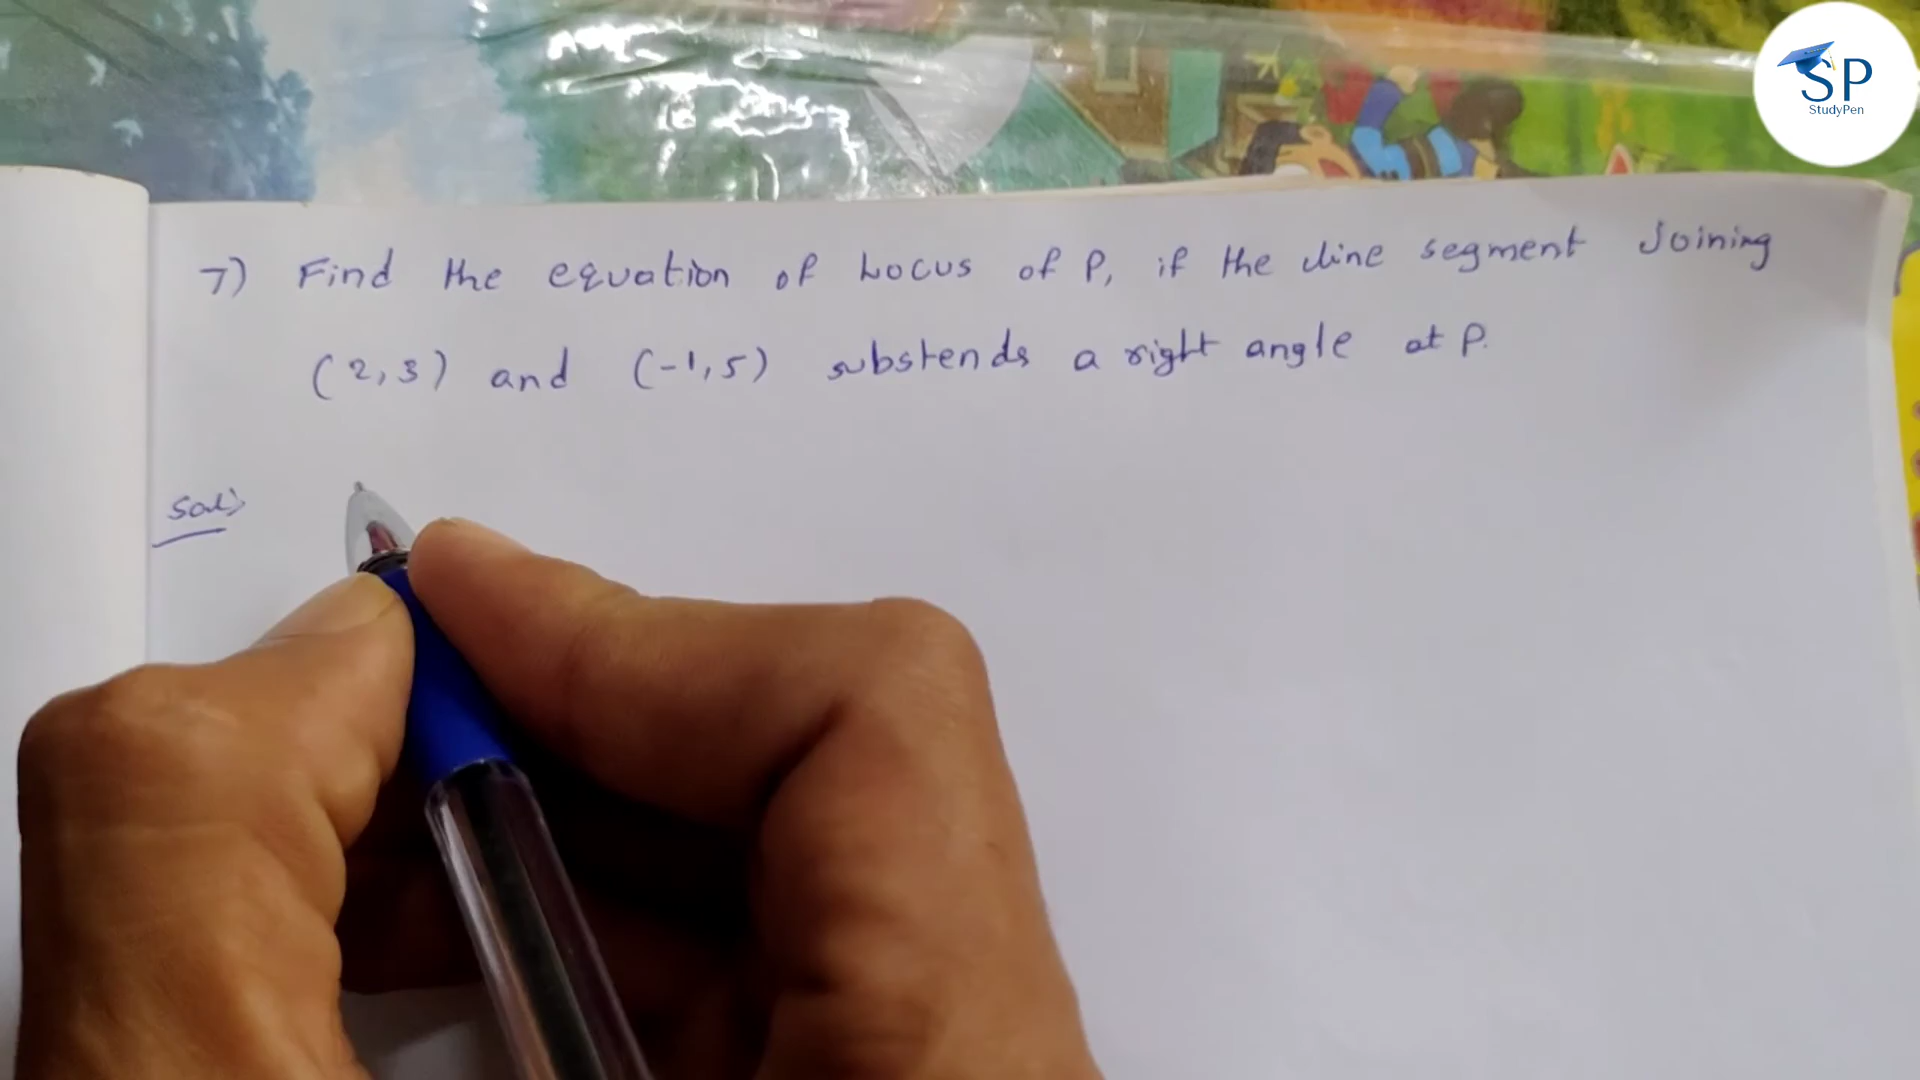 SP
StudyPen
7) Find the equation of Locus of P, if the line segment Joining
(2,3) and (-1,5) substends a right angle at P.
Sol)